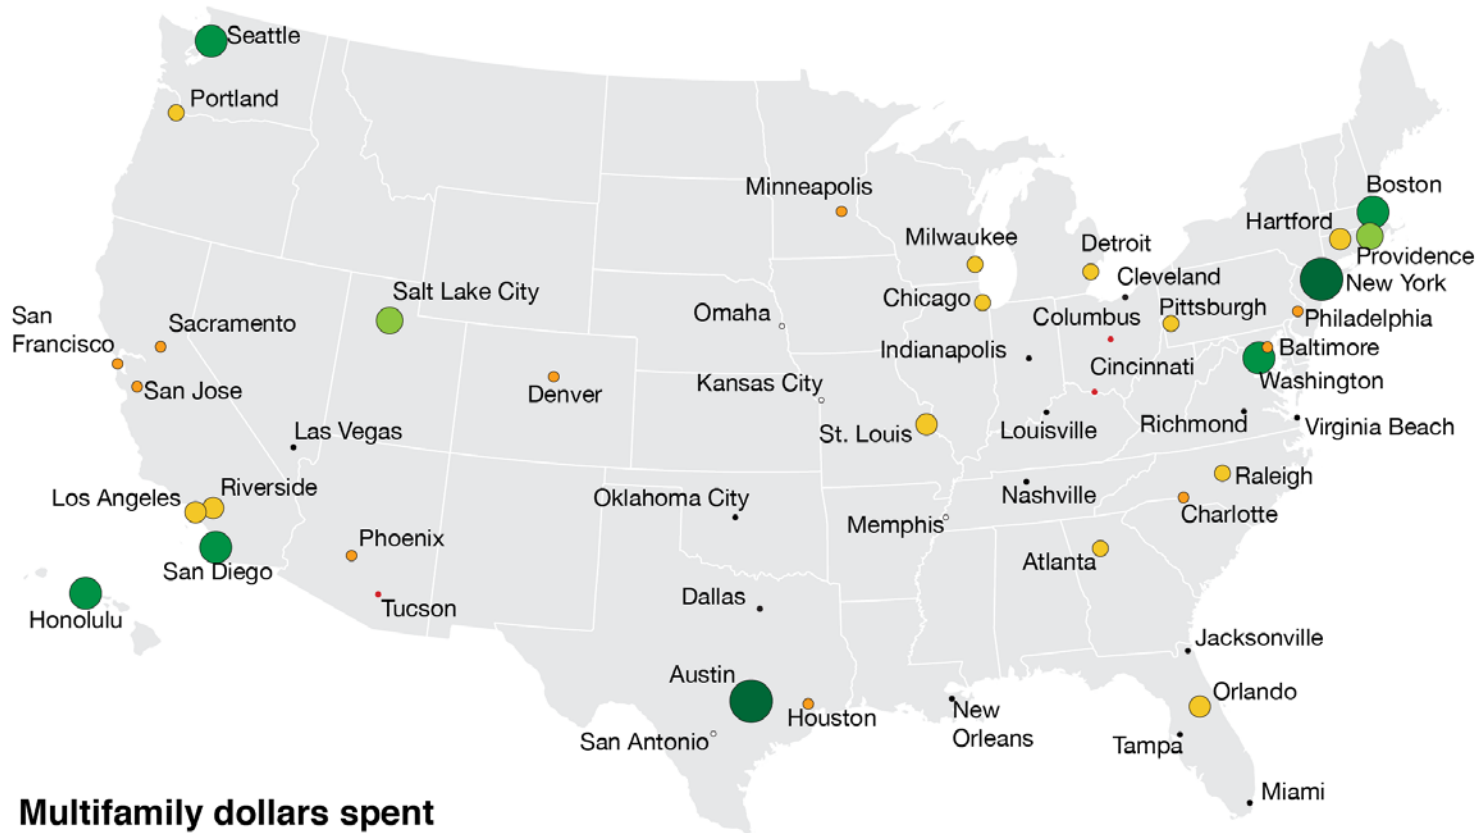 Seattle
Portland
Minneapolis
Boston
Hartford
Milwaukee
Detroit
Providence
Cleveland
New York
Salt Lake City
Chicago
Omaha
Pittsburgh
San
Francisco
Sacramento
Columbus
Philadelphia
Indianapolis
Baltimore
Cincinnati
Kansas City
Washington
San Jose
Denver
Las Vegas
St. Louis
Louisville
Richmond
Virginia Beach
Riverside
Los Angeles
Raleigh
Oklahoma City
Nashville
Charlotte
Memphis
Phoenix
Atlanta
San Diego
Dallas
Tucson
Honolulu
Jacksonville
Austin
Orlando
Houston
New
Orleans
San Antonio
Tampa
Miami
Multifamily dollars spent